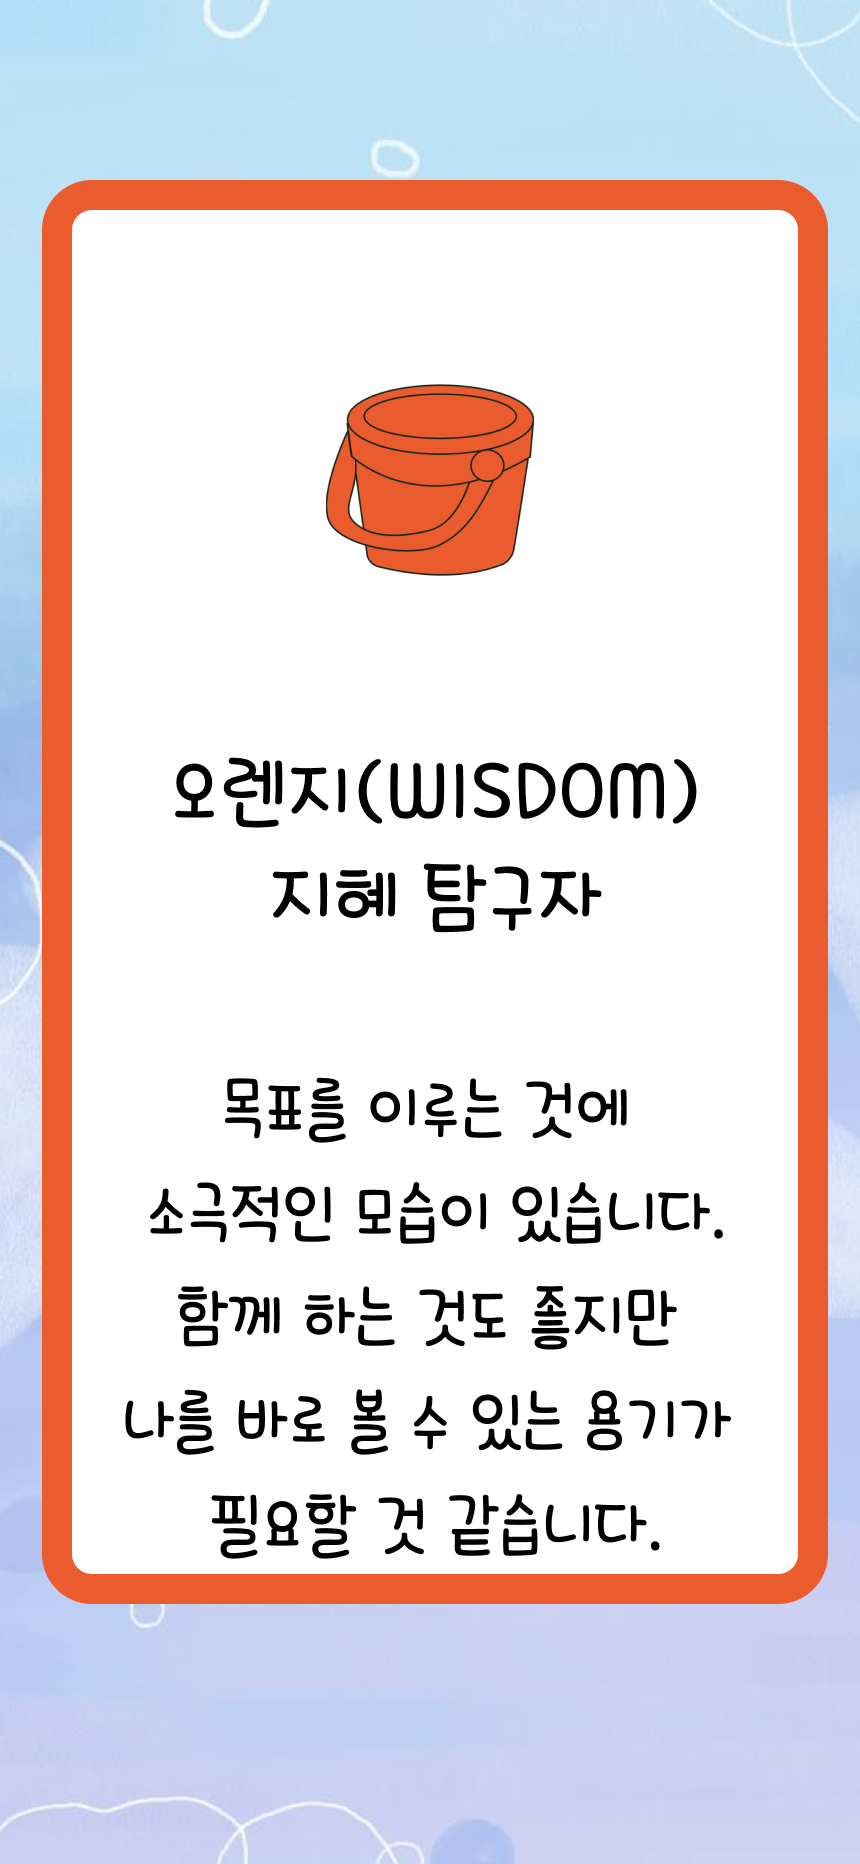 오렌지(WISDOM)
지혜 탐구자
목표를 이루는 것에
소극적인 모습이 있습니다.
함께 하는 것도 좋지만
나를 바로 볼 수 있는 용기가
필요할 것 같습니다.